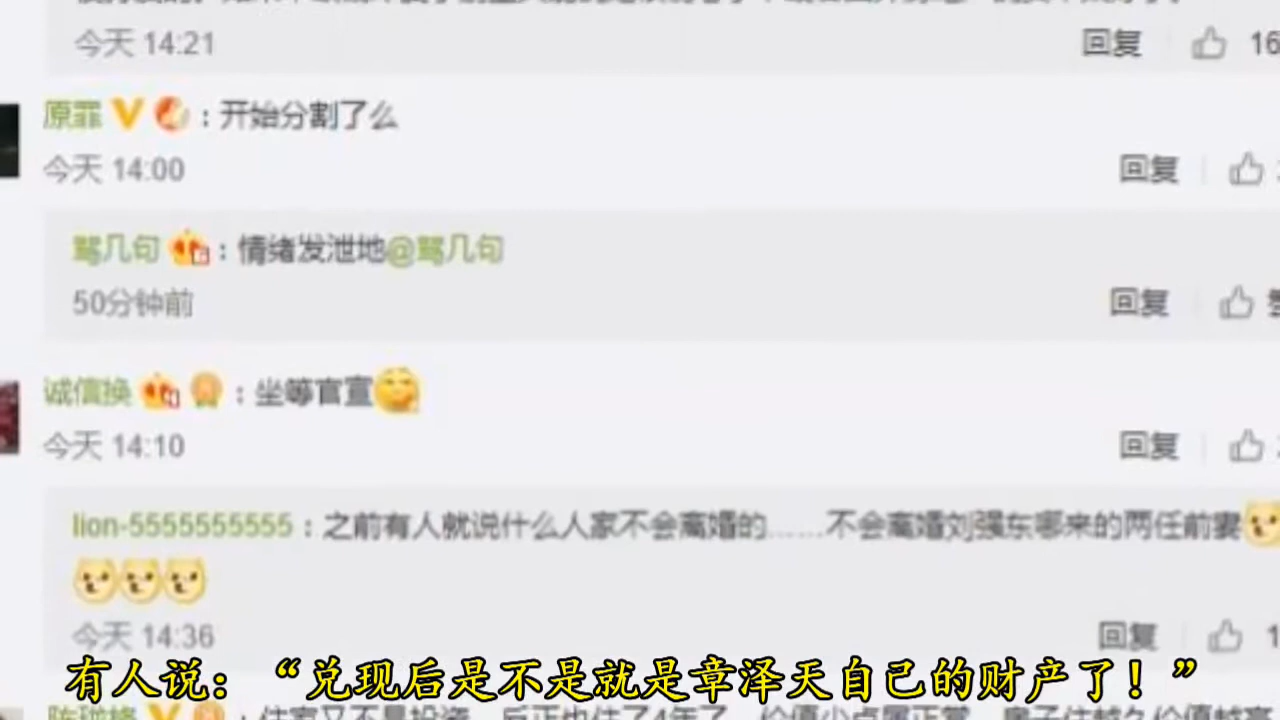 今天 14:21 回复 16
原罪：开始分割了么
今天 14:00 回复
骂几句：情绪发泄地@骂几句
50分钟前 回复
诚信换：坐等官宣
今天 14:10 回复
lion-5555555555：之前有人就说什么人家不会离婚的……不会离婚刘强东哪来的两任前妻
今天 14:36 回复 1
有人说：“兑现后是不是就是章泽天自己的财产了！”